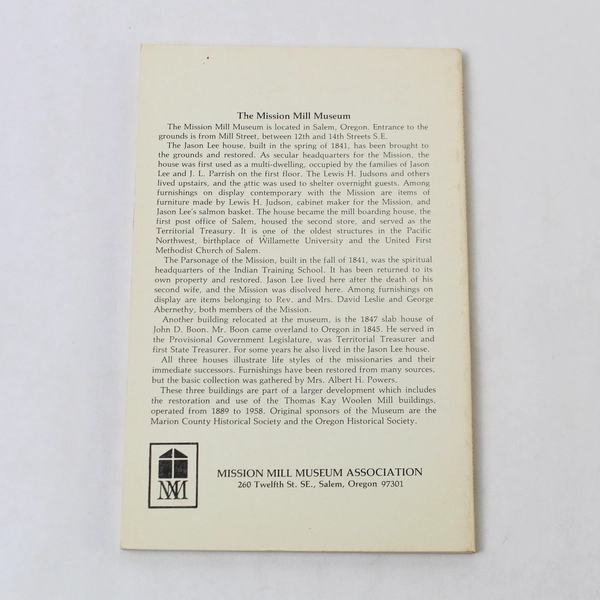 The Mission Mill Museum
The Mission Mill Museum is located in Salem, Oregon. Entrance to the
grounds is from Mill Street, between 12th and 14th Streets S.E.
The Jason Lee house, built in the spring of 1841, has been brought to
the grounds and restored. As secular headquarters for the Mission, the
house was first used as a multi-dwelling, occupied by the families of Jason
Lee and J. L. Parrish on the first floor. The Lewis H. Judsons and others
lived upstairs, and the attic was used to shelter overnight guests. Among
furnishings on display contemporary with the Mission are items of
furniture made by Lewis H. Judson, cabinet maker for the Mission, and
Jason Lee's salmon basket. The house became the mill boarding house, the
first post office of Salem, housed the second store, and served as the
Territorial Treasury. It is one of the oldest structures in the Pacific
Northwest, birthplace of Willamette University and the United First
Methodist Church of Salem.
The Parsonage of the Mission, built in the fall of 1841, was the spiritual
headquarters of the Indian Training School. It has been returned to its
own property and restored. Jason Lee lived here after the death of his
second wife, and the Mission was disolved here. Among furnishings on
display are items belonging to Rev. and Mrs. David Leslie and George
Abernethy, both members of the Mission.
Another building relocated at the museum, is the 1847 slab house of
John D. Boon. Mr. Boon came overland to Oregon in 1845. He served in
the Provisional Government Legislature, was Territorial Treasurer and
first State Treasurer. For some years he also lived in the Jason Lee house.
All three houses illustrate life styles of the missionaries and their
immediate successors. Furnishings have been restored from many sources,
but the basic collection was gathered by Mrs. Albert H. Powers.
These three buildings are part of a larger development which includes
the restoration and use of the Thomas Kay Woolen Mill buildings,
operated from 1889 to 1958. Original sponsors of the Museum are the
Marion County Historical Society and the Oregon Historical Society.
MM
MISSION MILL MUSEUM ASSOCIATION
260 Twelfth St. SE., Salem, Oregon 97301